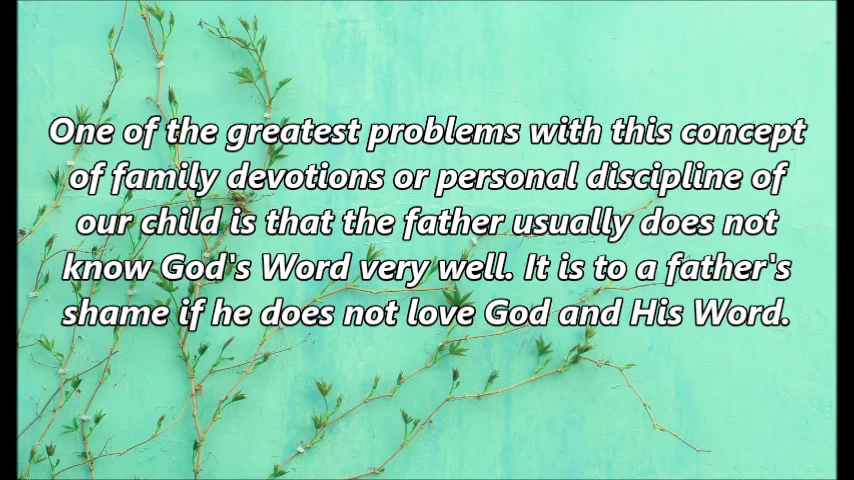 One of the greatest problems with this concept
of family devotions or personal discipline of
our child is that the father usually does not
know God's Word very well. It is to a father's
shame if he does not love God and His Word.